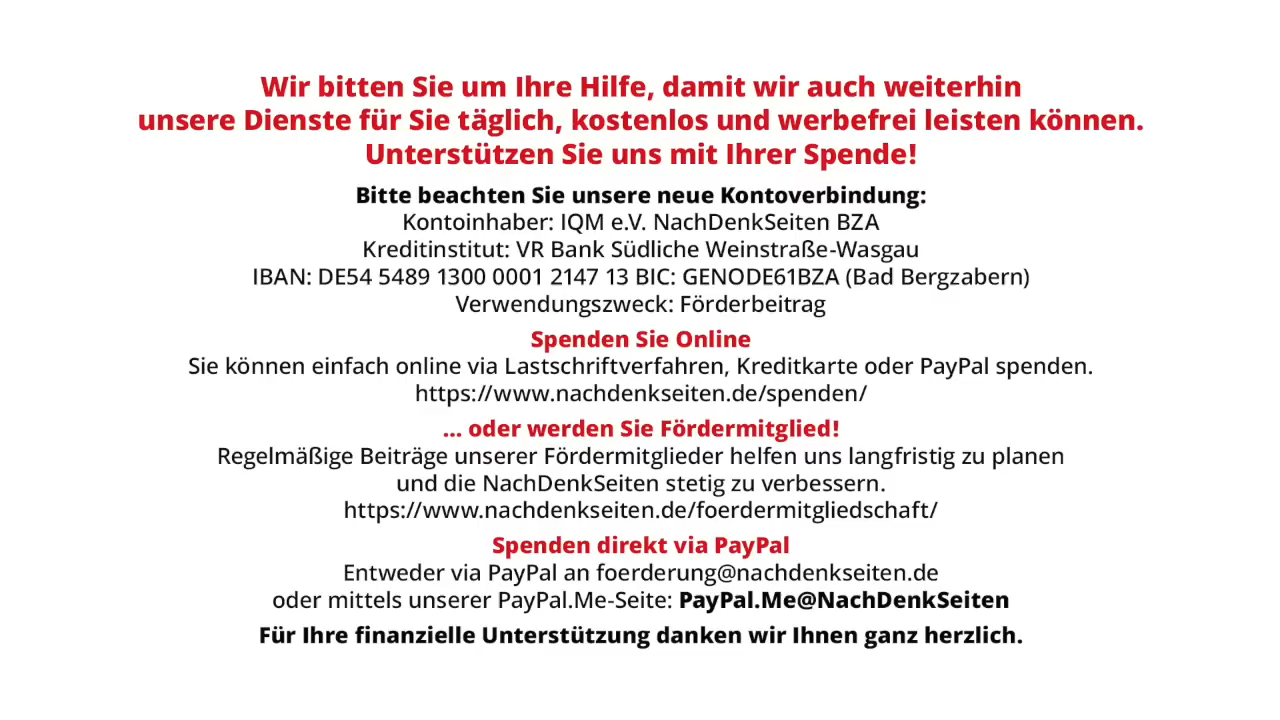 Wir bitten Sie um Ihre Hilfe, damit wir auch weiterhin
unsere Dienste für Sie täglich, kostenlos und werbefrei leisten können.
Unterstützen Sie uns mit Ihrer Spende!
Bitte beachten Sie unsere neue Kontoverbindung:
Kontoinhaber: IQM e.V. NachDenkSeiten BZA
Kreditinstitut: VR Bank Südliche Weinstraße-Wasgau
IBAN: DE54 5489 1300 0001 2147 13 BIC: GENODE61BZA (Bad Bergzabern)
Verwendungszweck: Förderbeitrag
Spenden Sie Online
Sie können einfach online via Lastschriftverfahren, Kreditkarte oder PayPal spenden.
https://www.nachdenkseiten.de/spenden/
... oder werden Sie Fördermitglied!
Regelmäßige Beiträge unserer Fördermitglieder helfen uns langfristig zu planen
und die NachDenkSeiten stetig zu verbessern.
https://www.nachdenkseiten.de/foerdermitgliedschaft/
Spenden direkt via PayPal
Entweder via PayPal an foerderung@nachdenkseiten.de
oder mittels unserer PayPal.Me-Seite: PayPal.Me@NachDenkSeiten
Für Ihre finanzielle Unterstützung danken wir Ihnen ganz herzlich.